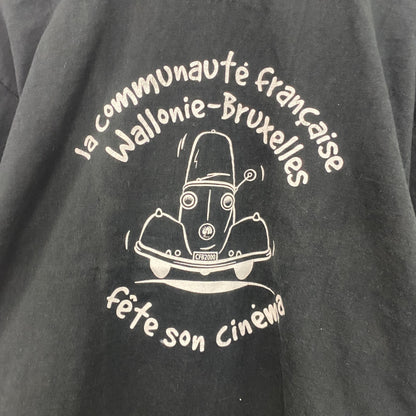 la communauté française
Wallonie-Bruxelles
CFB2000
fête son cinéma